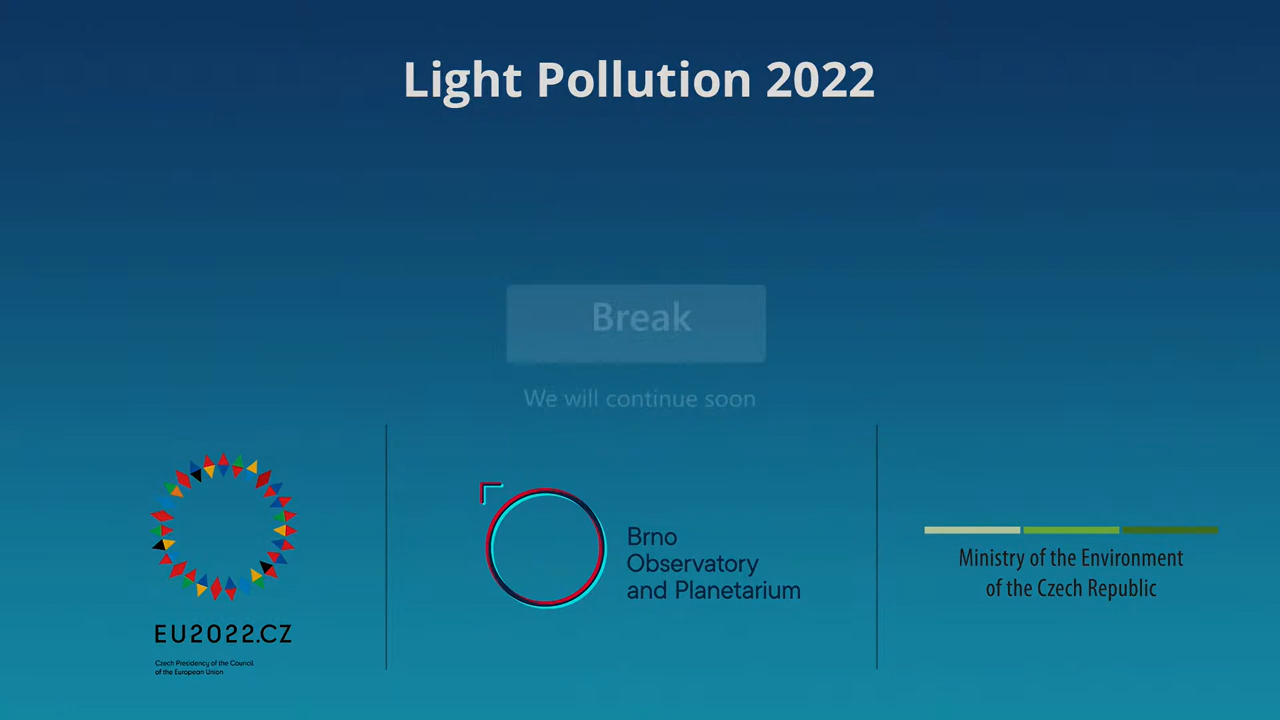 Light Pollution 2022
Break
We will continue soon
EU2022.CZ
Czech Presidency of the Council
of the European Union
Brno
Observatory
and Planetarium
Ministry of the Environment
of the Czech Republic